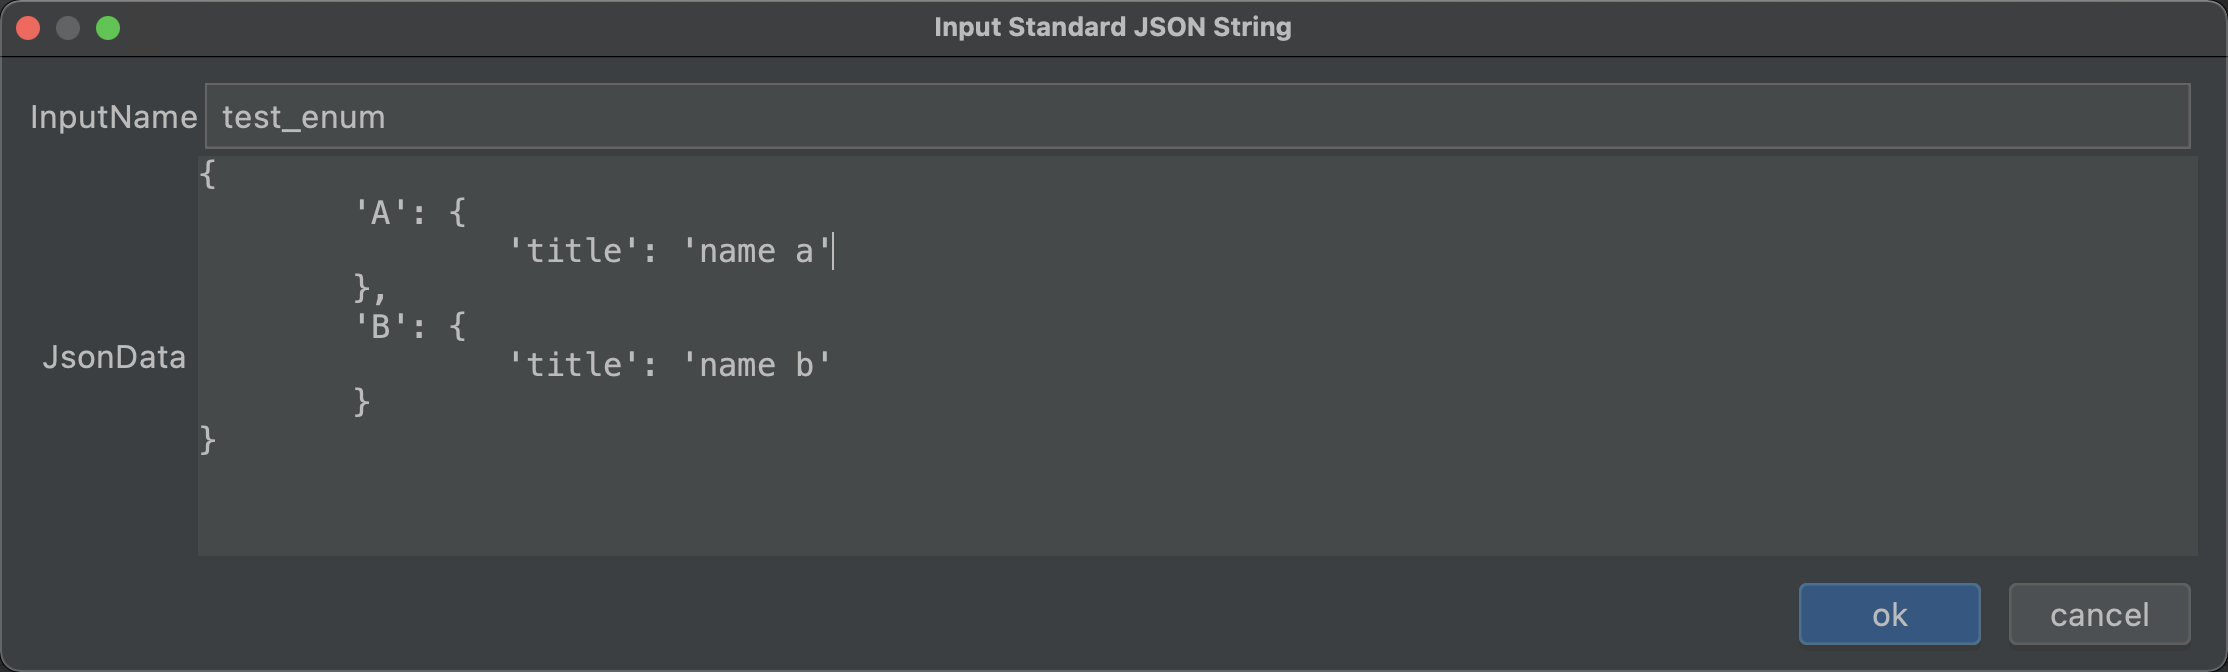 Input Standard JSON String
InputName test_enum
JsonData
{
        'A': {
                'title': 'name a'
        },
        'B': {
                'title': 'name b'
        }
}
ok cancel